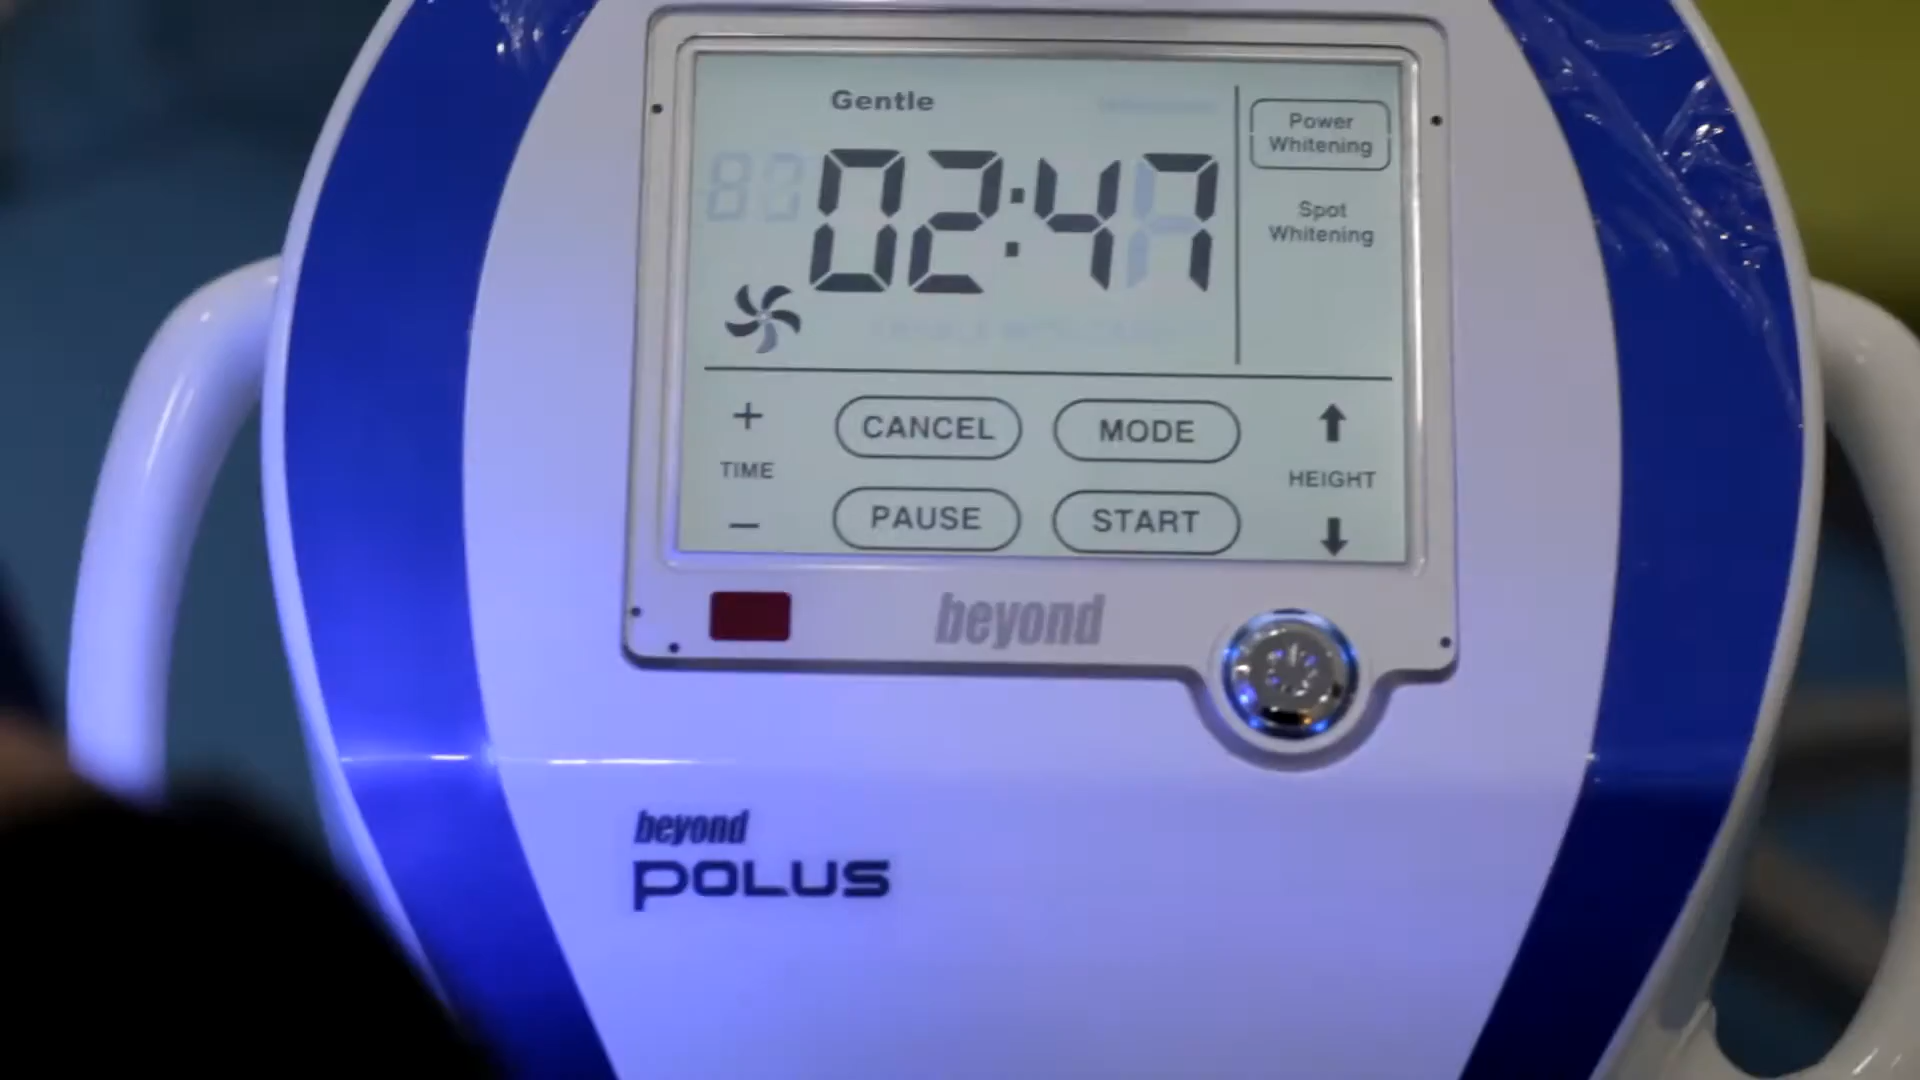 Gentle
02:47
Power
Whitening
Spot
Whitening
+
TIME
−
CANCEL
MODE
PAUSE
START
HEIGHT
beyond
beyond
POLUS